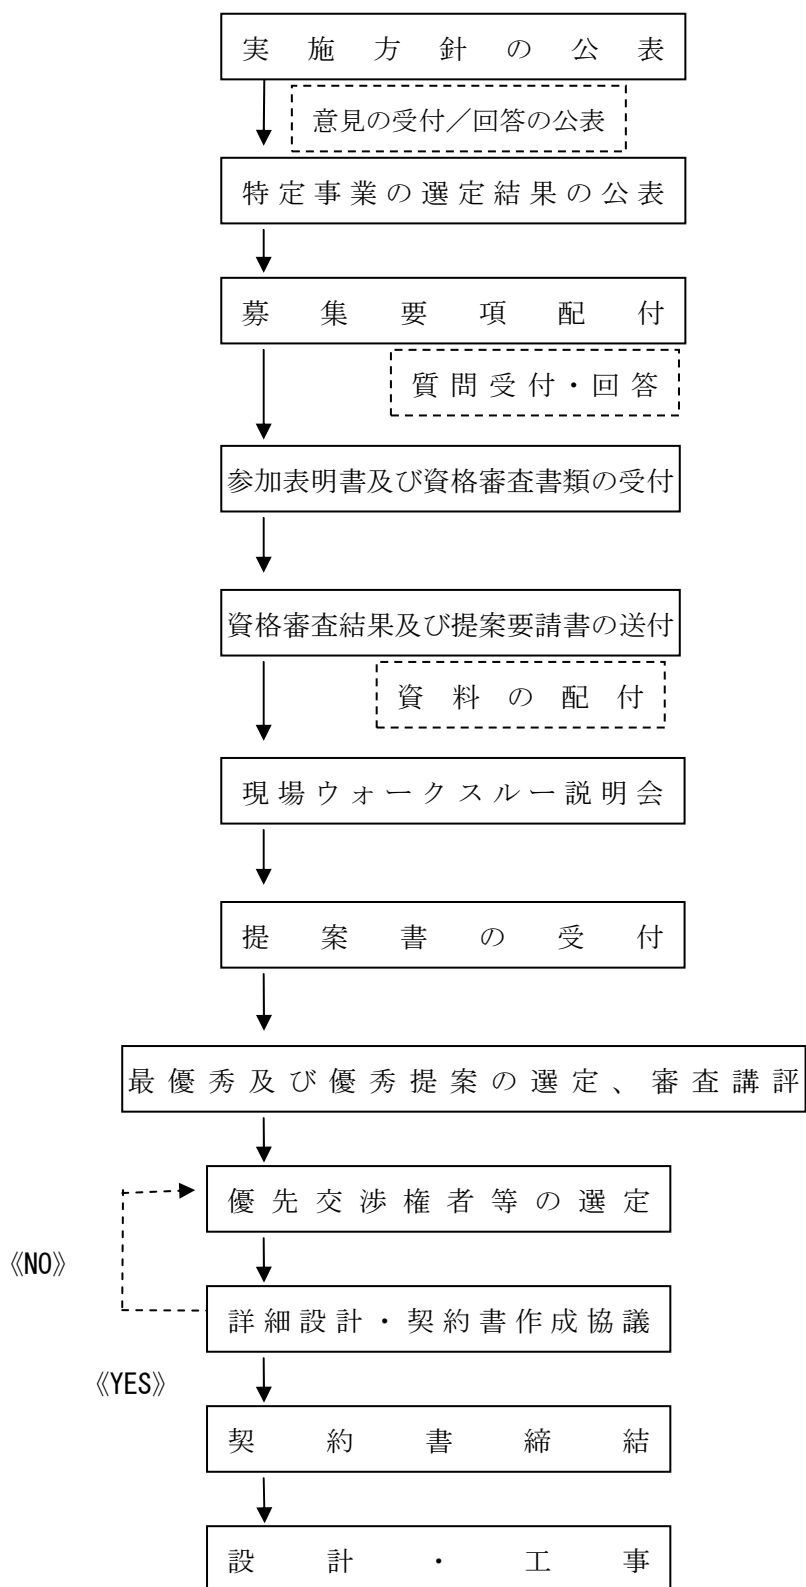 実施方針の公表
意見の受付／回答の公表
特定事業の選定結果の公表
募集要項配付
質問受付・回答
参加表明書及び資格審査書類の受付
資格審査結果及び提案要請書の送付
資料の配付
現場ウォークスルー説明会
提案書の受付
最優秀及び優秀提案の選定、審査講評
優先交渉権者等の選定
《NO》
詳細設計・契約書作成協議
《YES》
契約書締結
設計・工事